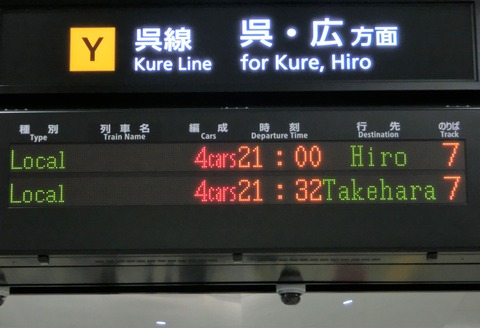 Y 呉線 呉・広 方面
Kure Line for Kure, Hiro
種別 列車名 編成 時刻 行先 のりば
Type Train Name Cars Departure Time Destination Track
Local 4cars 21:00 Hiro 7
Local 4cars 21:32 Takehara 7